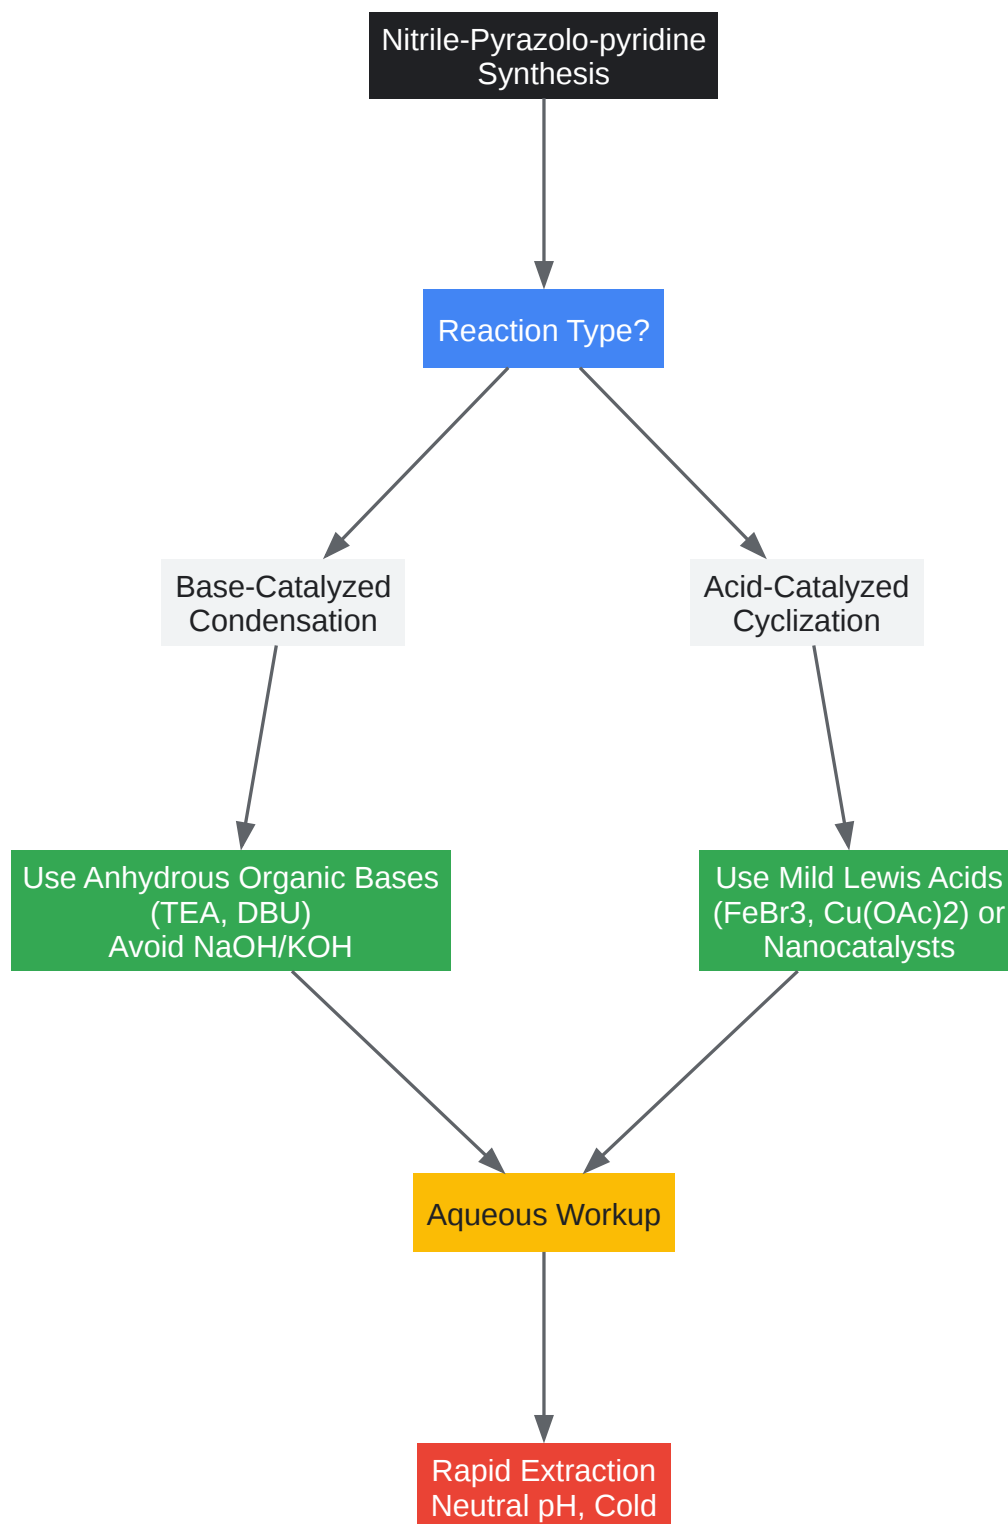 Nitrile-Pyrazolo-pyridine
Synthesis
Reaction Type?
Base-Catalyzed
Condensation
Acid-Catalyzed
Cyclization
Use Anhydrous Organic Bases
(TEA, DBU)
Avoid NaOH/KOH
Use Mild Lewis Acids
(FeBr3, Cu(OAc)2) or
Nanocatalysts
Aqueous Workup
Rapid Extraction
Neutral pH, Cold